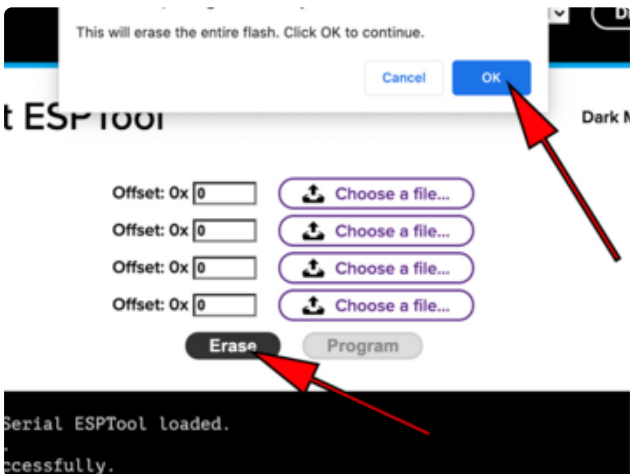 This will erase the entire flash. Click OK to continue.
Cancel OK
t ESPTool
Dark M
Offset: 0x 0 Choose a file...
Offset: 0x 0 Choose a file...
Offset: 0x 0 Choose a file...
Offset: 0x 0 Choose a file...
Erase Program
Serial ESPTool loaded.
ccessfully.